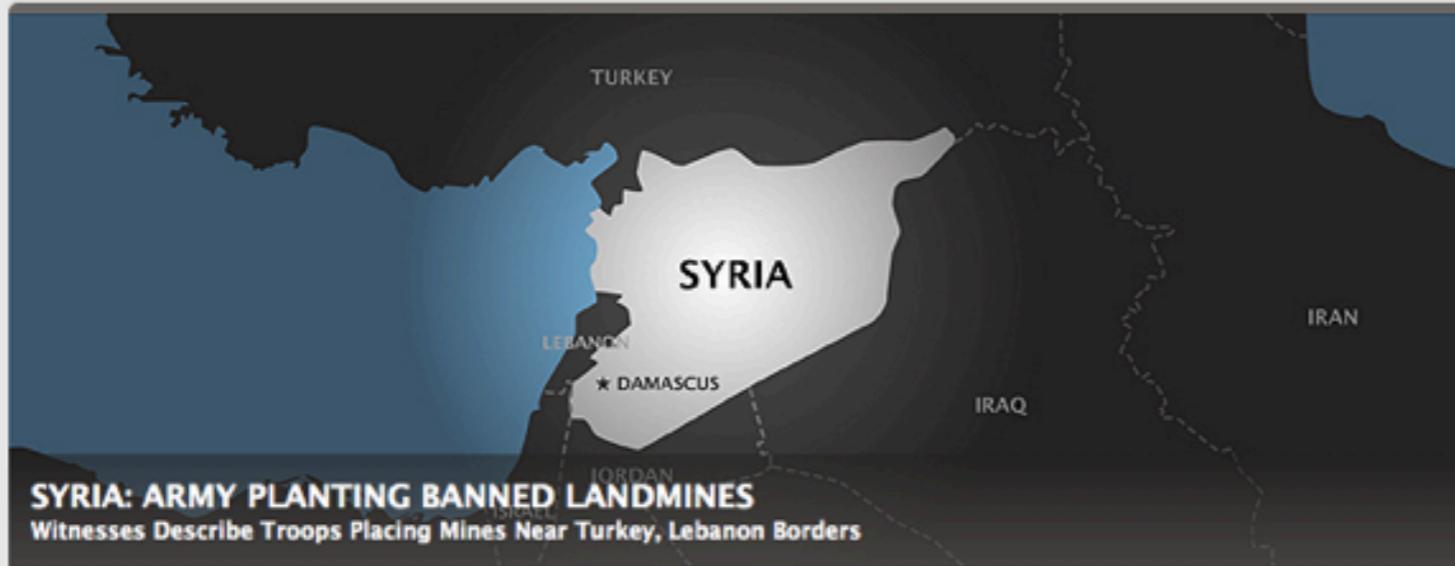 TURKEY
SYRIA
IRAN
LEBANON
★ DAMASCUS
IRAQ
JORDAN
SYRIA: ARMY PLANTING BANNED LANDMINES
ISRAEL
Witnesses Describe Troops Placing Mines Near Turkey, Lebanon Borders